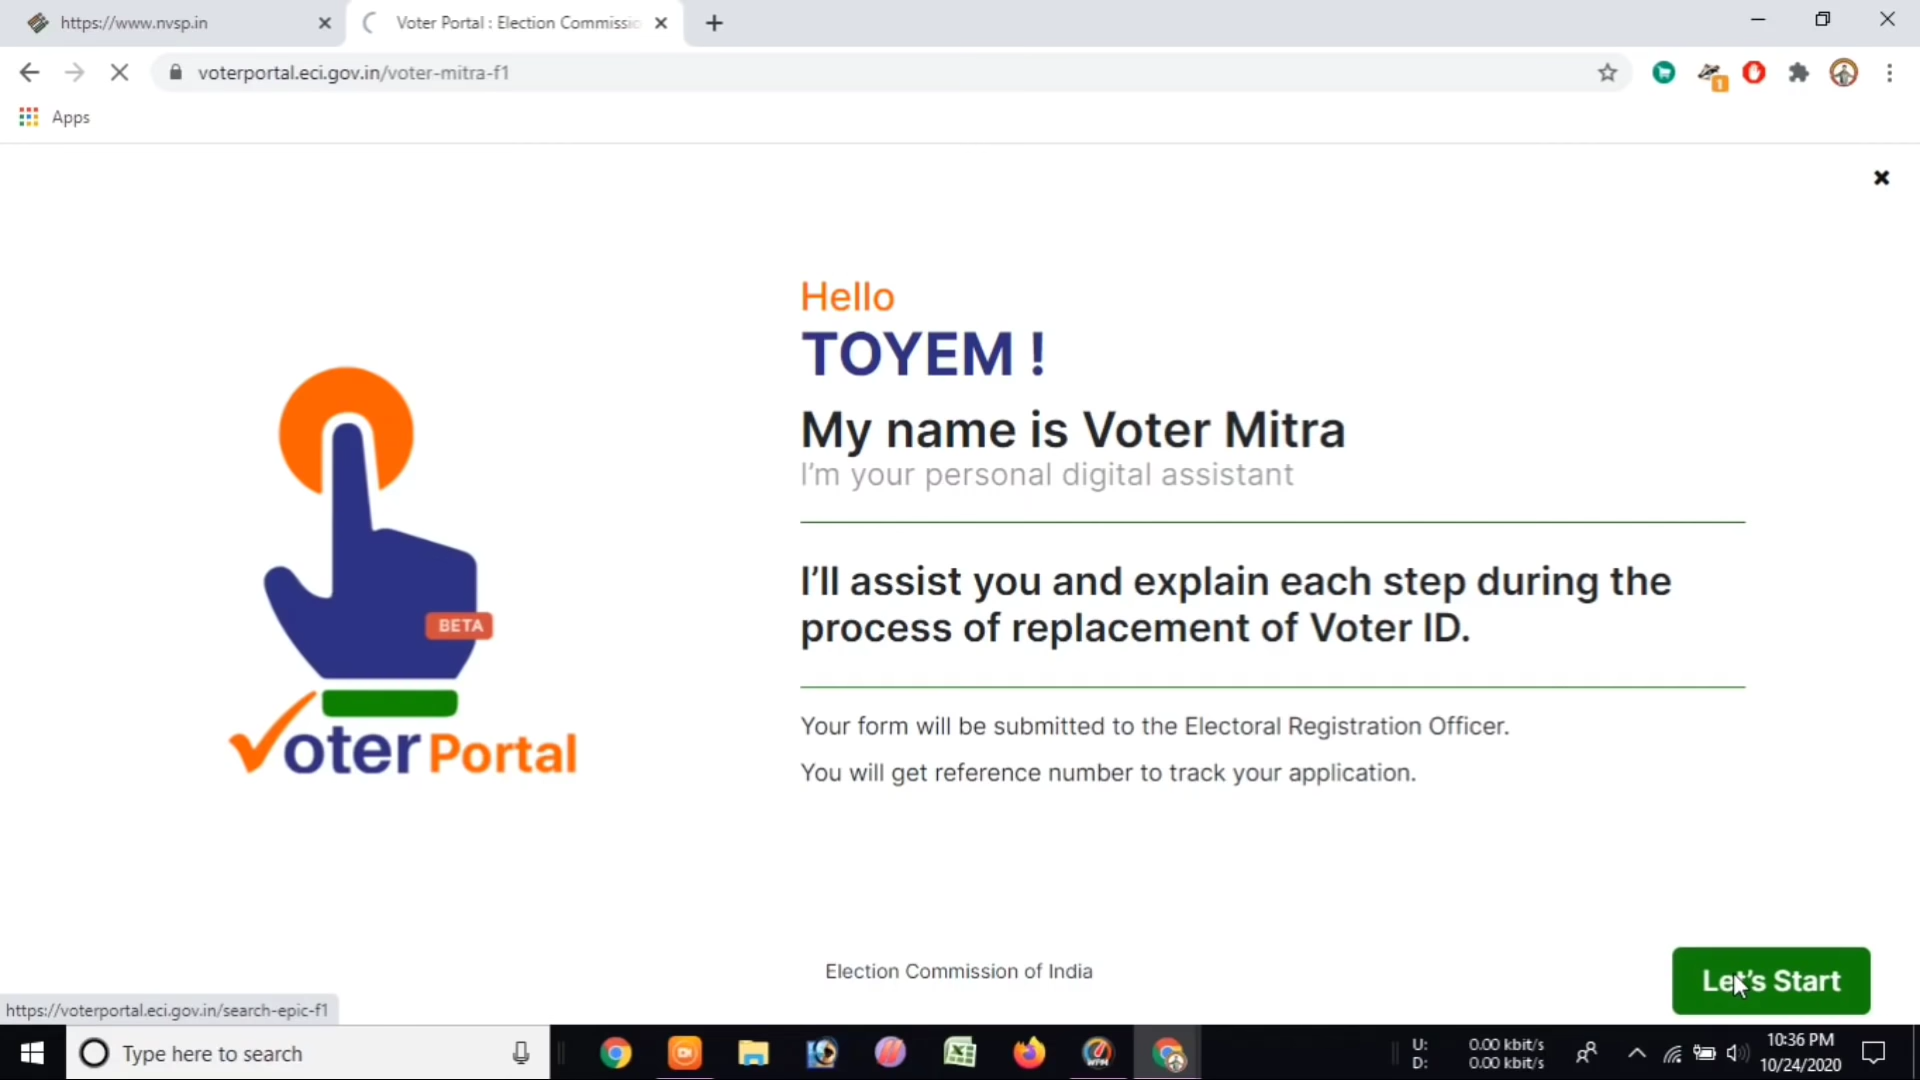 https://www.nvsp.in
Voter Portal : Election Commissio
voterportal.eci.gov.in/voter-mitra-f1
1
Apps
Hello
TOYEM !
My name is Voter Mitra
I'm your personal digital assistant
I'll assist you and explain each step during the
process of replacement of Voter ID.
Your form will be submitted to the Electoral Registration Officer.
You will get reference number to track your application.
BETA
Voter Portal
Election Commission of India
Let's Start
https://voterportal.eci.gov.in/search-epic-f1
Type here to search
U: 0.00 kbit/s
D: 0.00 kbit/s
10:36 PM
10/24/2020